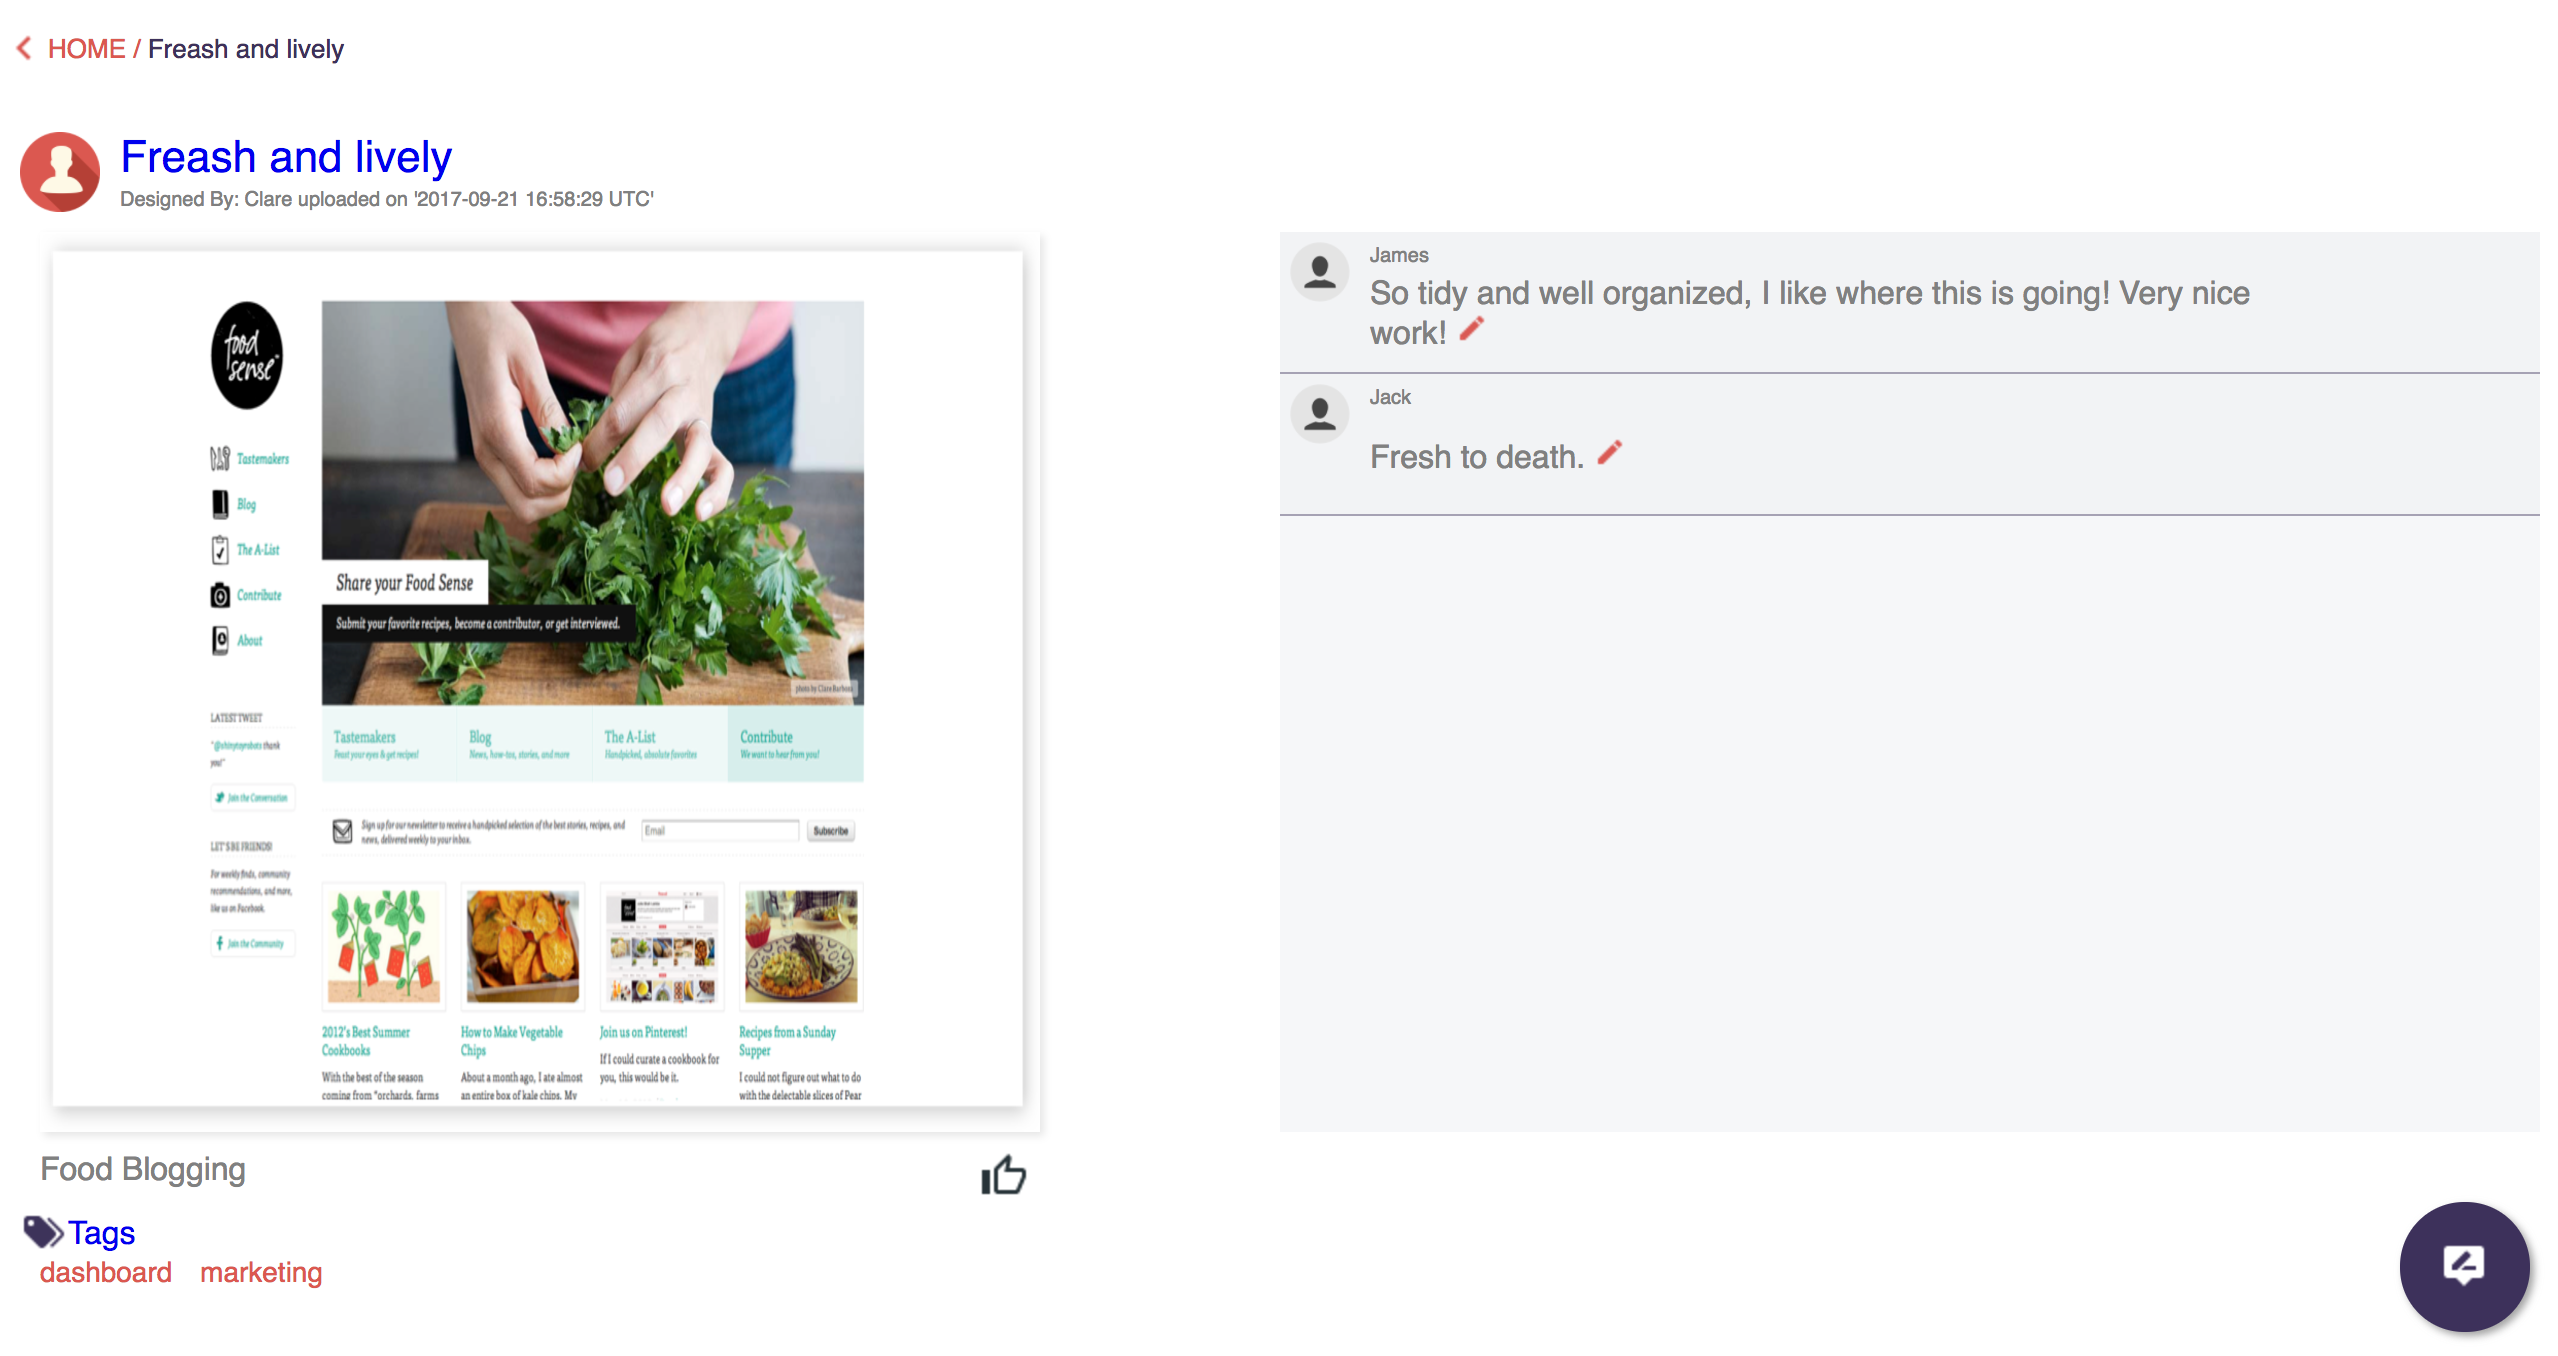 HOME / Freash and lively
Freash and lively
Designed By: Clare uploaded on '2017-09-21 16:58:29 UTC'
food
sense
Tastemakers
Blog
The A-List
Contribute
About
LATEST TWEET
"@shinytoyrobots thank
you!"
Join the Conversation
LET'S BE FRIENDS!
For weekly finds, community
recommendations, and more,
like us on Facebook.
Join the Community
Share your Food Sense
Submit your favorite recipes, become a contributor, or get interviewed.
photo by Clare Barboza
Tastemakers
Feast your eyes & get recipes!
Blog
News, how-tos, stories, and more
The A-List
Handpicked, absolute favorites
Contribute
We want to hear from you!
Sign up for our newsletter to receive a handpicked selection of the best stories, recipes, and
news, delivered weekly to your inbox.
Email
Subscribe
2012's Best Summer
Cookbooks
With the best of the season
coming from "orchards, farms
How to Make Vegetable
Chips
About a month ago, I ate almost
an entire box of kale chips. My
Join us on Pinterest!
If I could curate a cookbook for
you, this would be it.
Recipes from a Sunday
Supper
I could not figure out what to do
with the delectable slices of Pear
James
So tidy and well organized, I like where this is going! Very nice
work!
Jack
Fresh to death.
Food Blogging
Tags
dashboard marketing